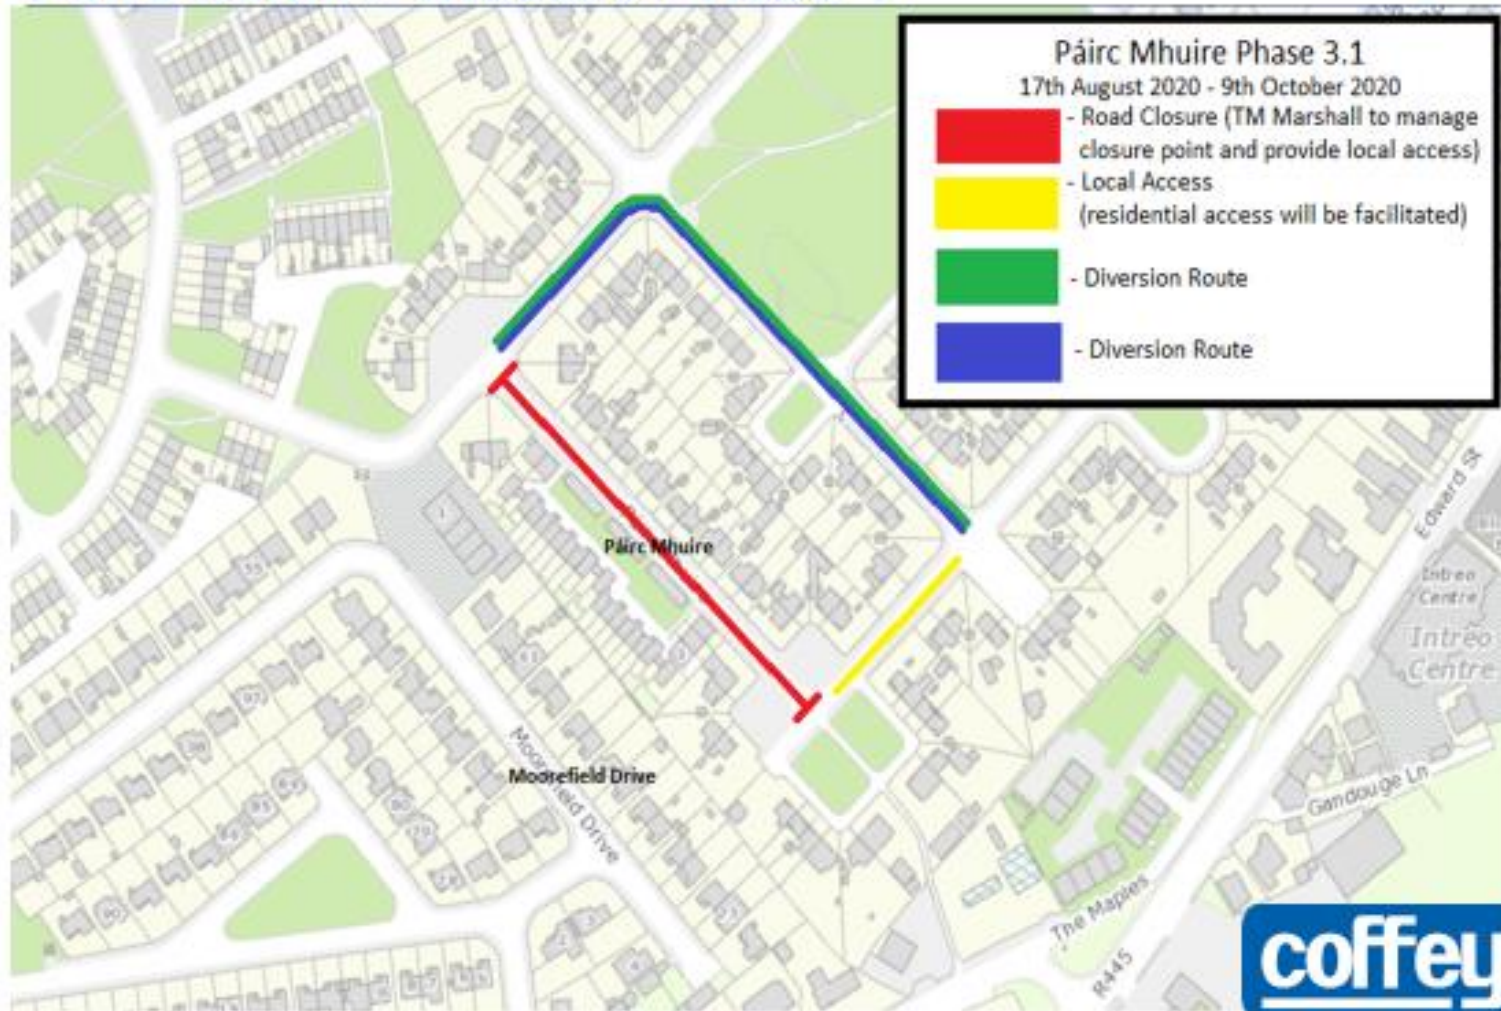 Páirc Mhuire Phase 3.1
17th August 2020 - 9th October 2020
- Road Closure (TM Marshall to manage
closure point and provide local access)
- Local Access
(residential access will be facilitated)
- Diversion Route
- Diversion Route
Edward St
Intreo
Centre
Intreo
Centre
Páirc Mhuire
Moorefield Drive
Moorefield Drive
Gandouge Ln
The Maples
R445
coffey